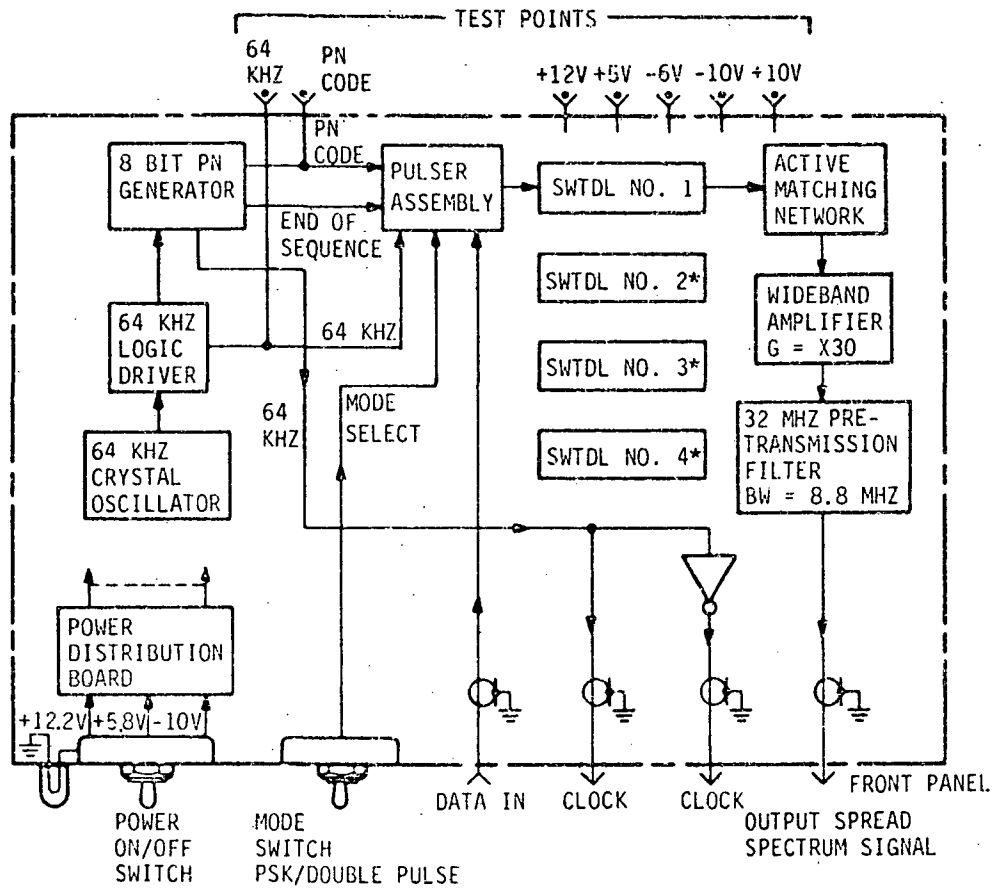 TEST POINTS
64
KHZ
PN
CODE
+12V +5V -6V -10V +10V
8 BIT PN
GENERATOR
PN
CODE
PULSER
ASSEMBLY
SWTDL NO. 1
ACTIVE
MATCHING
NETWORK
END OF
SEQUENCE
SWTDL NO. 2*
WIDEBAND
AMPLIFIER
G = X30
64 KHZ
LOGIC
DRIVER
64 KHZ
SWTDL NO. 3*
64
KHZ
MODE
SELECT
32 MHZ PRE-
TRANSMISSION
FILTER
BW = 8.8 MHZ
64 KHZ
CRYSTAL
OSCILLATOR
SWTDL NO. 4*
POWER
DISTRIBUTION
BOARD
+12.2V +5.8V -10V
DATA IN
CLOCK
CLOCK
FRONT PANEL
POWER
ON/OFF
SWITCH
MODE
SWITCH
PSK/DOUBLE PULSE
OUTPUT SPREAD
SPECTRUM SIGNAL